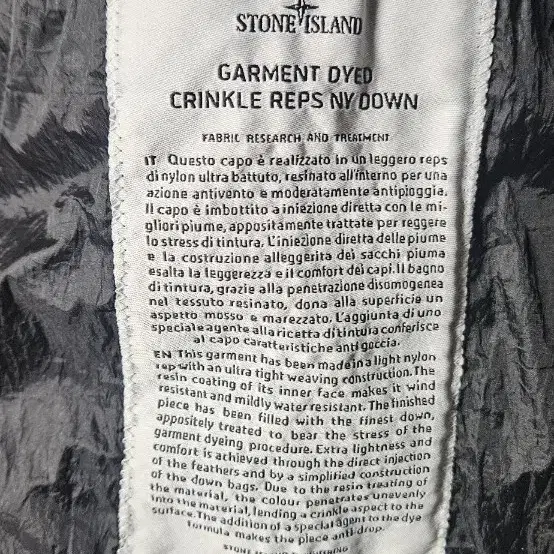 STONE ISLAND
GARMENT DYED
CRINKLE REPS NY DOWN
FABRIC RESEARCH AND TREATMENT
IT Questo capo è realizzato in un leggero reps
di nylon ultra battuto, resinato all'interno per una
azione antivento e moderatamente antipioggia.
Il capo è imbottito a iniezione diretta con le mi-
gliori piume, appositamente trattate per reggere
lo stress di tintura. L'iniezione diretta delle piume
e la costruzione alleggerita dei sacchi piuma
esalta la leggerezza e il comfort dei capi. Il bagno
di tintura, grazie alla penetrazione disomogenea
nel tessuto resinato, dona alla superficie un
aspetto mosso e marezzato. L'aggiunta di uno
speciale agente alla ricetta di tintura conferisce
al capo caratteristiche anti goccia.
EN This garment has been made in a light nylon
rep with an ultra tight weaving construction. The
resin coating of its inner face makes it wind
resistant and mildly water resistant. The finished
piece has been filled with the finest down,
appositely treated to bear the stress of the
garment dyeing procedure. Extra lightness and
comfort is achieved through the direct injection
of the feathers and by a simplified construction
of the down bags. Due to the resin treating of
the material, the colour penetrates unevenly
into the material, lending a crinkle aspect to the
surface. The addition of a special agent to the dye
formula makes the piece anti-drop.
STONE